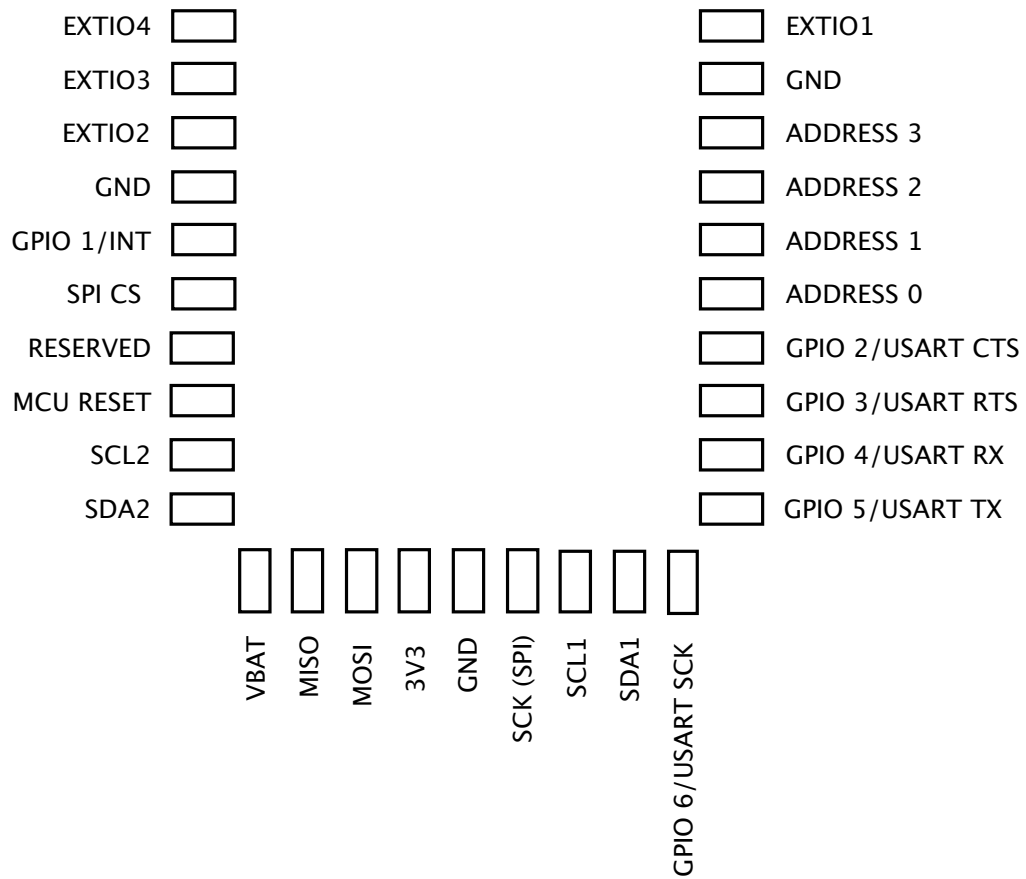 EXTIO4
EXTIO3
EXTIO2
GND
GPIO 1/INT
SPI CS
RESERVED
MCU RESET
SCL2
SDA2
VBAT
MISO
MOSI
3V3
GND
SCK (SPI)
SCL1
SDA1
GPIO 6/USART SCK
EXTIO1
GND
ADDRESS 3
ADDRESS 2
ADDRESS 1
ADDRESS 0
GPIO 2/USART CTS
GPIO 3/USART RTS
GPIO 4/USART RX
GPIO 5/USART TX